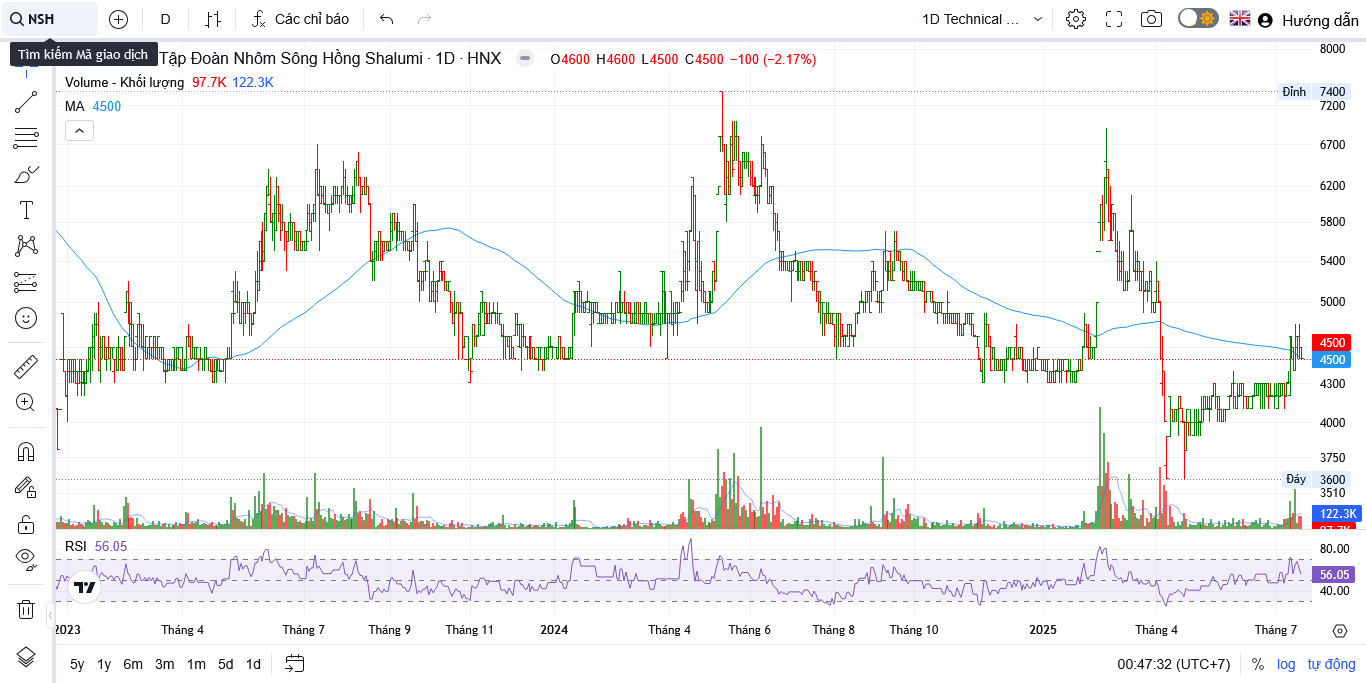 NSH
D
Các chỉ báo
1D Technical ...
Hướng dẫn
Tìm kiếm Mã giao dịch
Tập Đoàn Nhôm Sông Hồng Shalumi · 1D · HNX
O4600 H4600 L4500 C4500 −100 (−2.17%)
Volume - Khối lượng 97.7K 122.3K
MA 4500
8000
Đỉnh 7400
7200
6700
6200
5800
5400
5000
4500
4500
4300
4000
3750
Đáy 3600
3510
122.3K
97.7K
RSI 56.05
80.00
56.05
40.00
2023 Tháng 4 Tháng 7 Tháng 9 Tháng 11 2024 Tháng 4 Tháng 6 Tháng 8 Tháng 10 2025 Tháng 4 Tháng 7
5y 1y 6m 3m 1m 5d 1d
00:47:32 (UTC+7) % log tự động